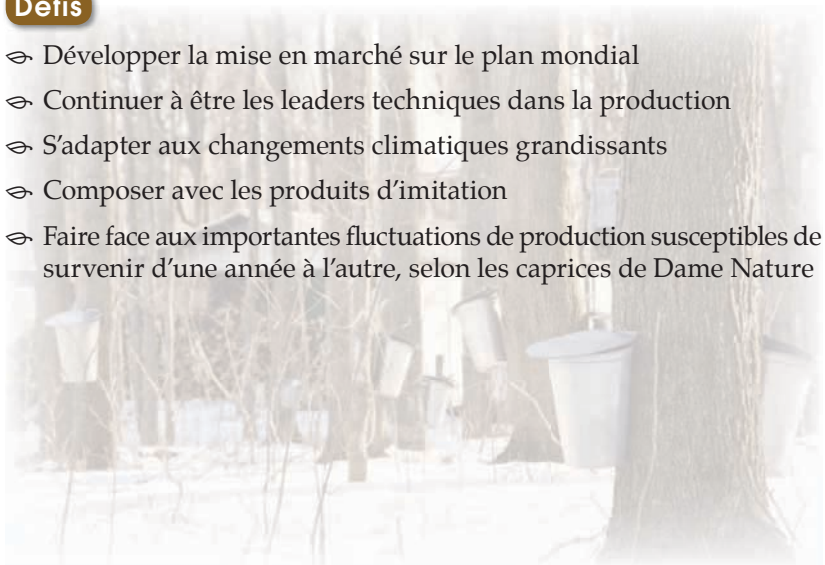 Défis
Développer la mise en marché sur le plan mondial
Continuer à être les leaders techniques dans la production
S'adapter aux changements climatiques grandissants
Composer avec les produits d'imitation
Faire face aux importantes fluctuations de production susceptibles de
survenir d'une année à l'autre, selon les caprices de Dame Nature